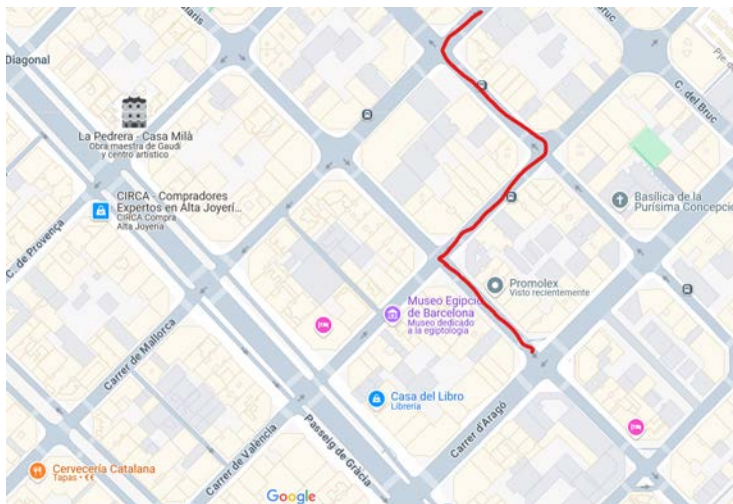 Diagonal
Bruc
C. del Bruc
La Pedrera - Casa Milà
Obra maestra de Gaudí
y centro artístico
CIRCA - Compradores
Expertos en Alta Joyerí...
CIRCA Compra
Alta Joyería
Basílica de la
Purísima Concepció
C. de Provença
Promolex
Visto recientemente
Museo Egipcio
de Barcelona
Museo dedicado
a la egiptología
Carrer de Mallorca
Casa del Libro
Librería
Passeig de Gràcia
Carrer d'Aragó
Carrer de València
Cervecería Catalana
Tapas • €€
Google